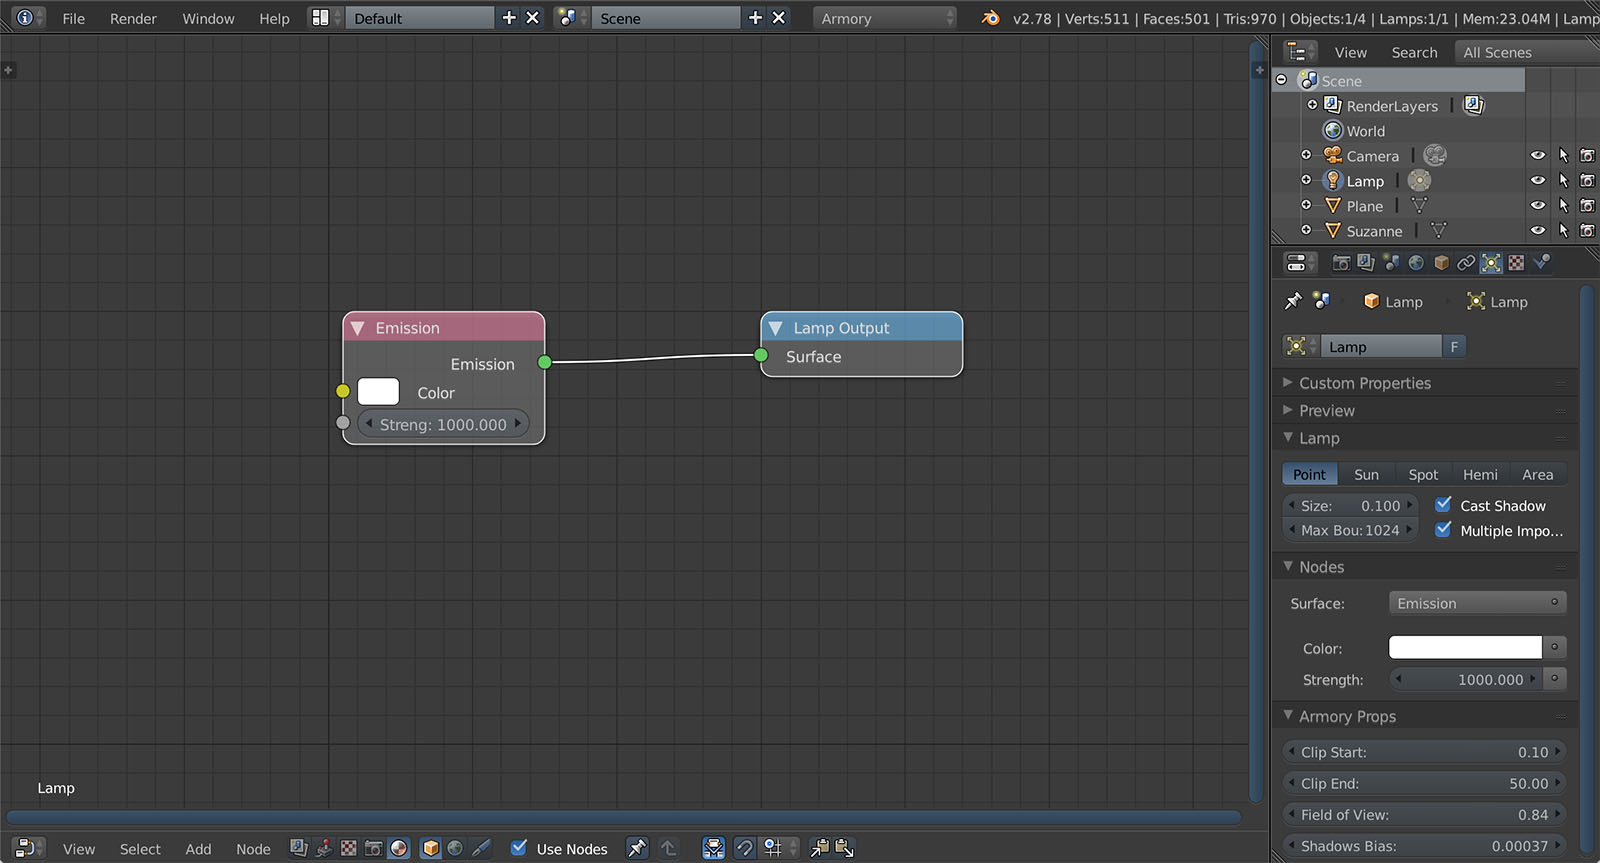 File Render Window Help Default Scene Armory v2.78 | Verts:511 | Faces:501 | Tris:970 | Objects:1/4 | Lamps:1/1 | Mem:23.04M | Lamp
View Search All Scenes
Scene
RenderLayers
World
Camera
Lamp
Plane
Suzanne
Lamp Lamp
Lamp F
Custom Properties
Preview
Lamp
Point Sun Spot Hemi Area
Size: 0.100 Cast Shadow
Max Bou: 1024 Multiple Impo...
Nodes
Surface: Emission
Color:
Strength: 1000.000
Armory Props
Clip Start: 0.10
Clip End: 50.00
Field of View: 0.84
Shadows Bias: 0.00037
Emission
Emission
Color
Streng: 1000.000
Lamp Output
Surface
Lamp
View Select Add Node Use Nodes